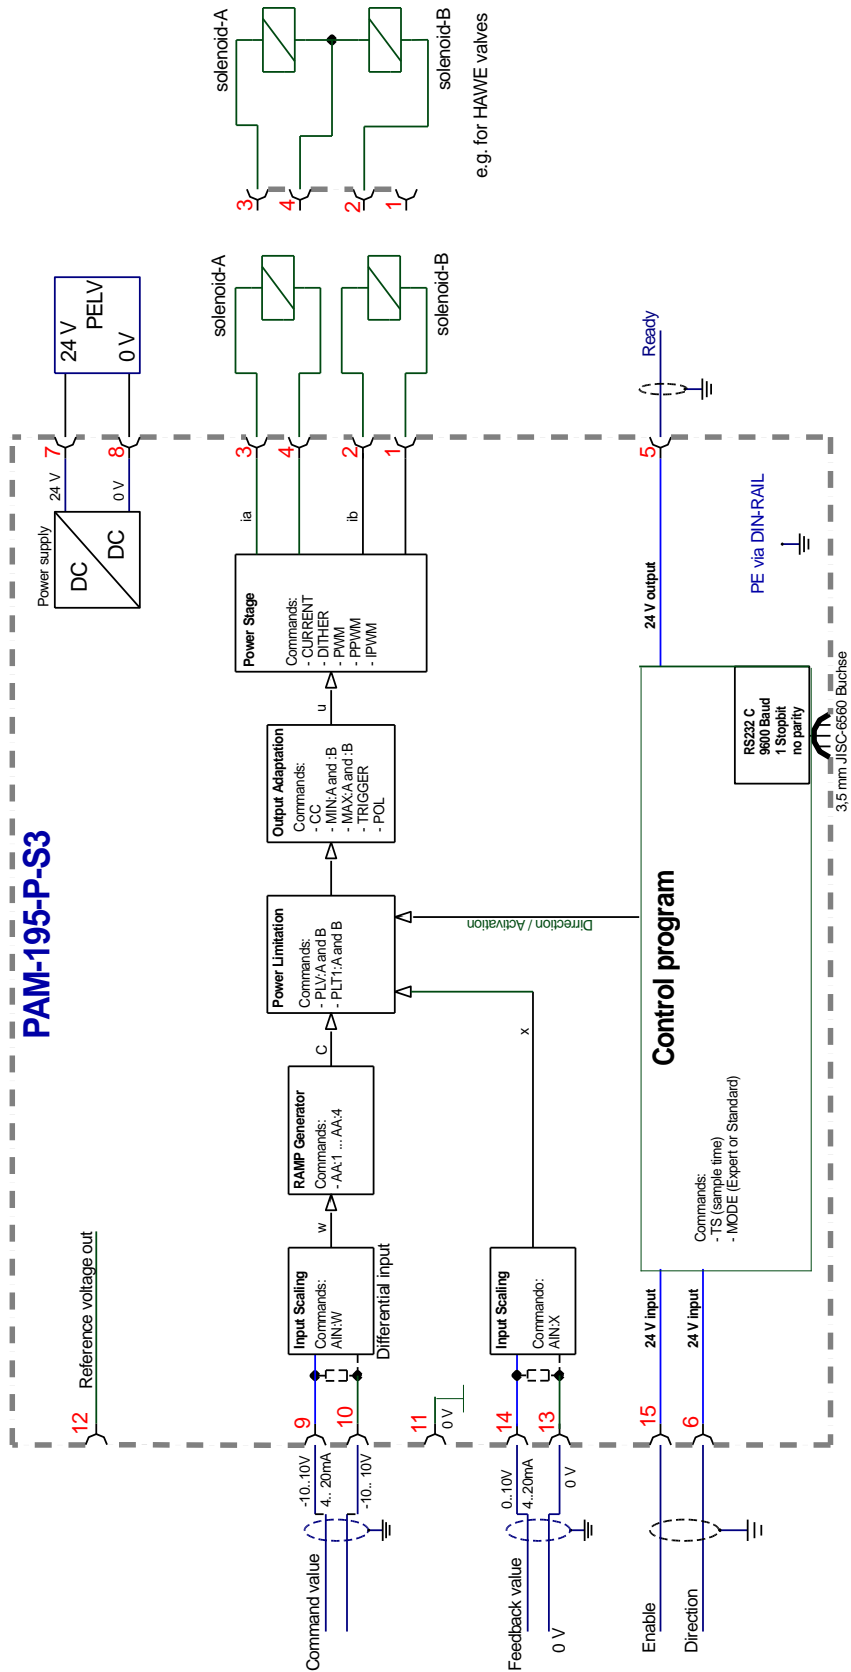 PAM-195-P-S3
12
Reference voltage out
Power supply
DC
DC
24 V
0 V
7
8
24 V
PELV
0 V
Command value
-10..10V
4.. 20mA
-10.. 10V
9
10
Input Scaling
Commands:
AIN:W
Differential input
w
RAMP Generator
Commands:
- AA:1 ... AA:4
C
Power Limitation
Commands:
- PLV:A and B
- PLT1:A and B
Output Adaptation
Commands:
- CC
- MIN:A and :B
- MAX:A and :B
- TRIGGER
- POL
u
Power Stage
Commands:
- CURRENT
- DITHER
- PWM
- PPWM
- IPWM
ia
ib
3
4
2
1
solenoid-A
solenoid-B
3
4
2
1
solenoid-A
solenoid-B
e.g. for HAWE valves
11
0 V
Feedback value
0 V
0..10V
4..20mA
0 V
14
13
Input Scaling
Commando:
AIN:X
x
Dirrection / Activation
Enable
Direction
15
6
24 V input
24 V input
Control program
Commands:
- TS (sample time)
- MODE (Expert or Standard)
RS232 C
9600 Baud
1 Stopbit
no parity
3,5 mm JISC-6560 Buchse
24 V output
5
Ready
PE via DIN-RAIL